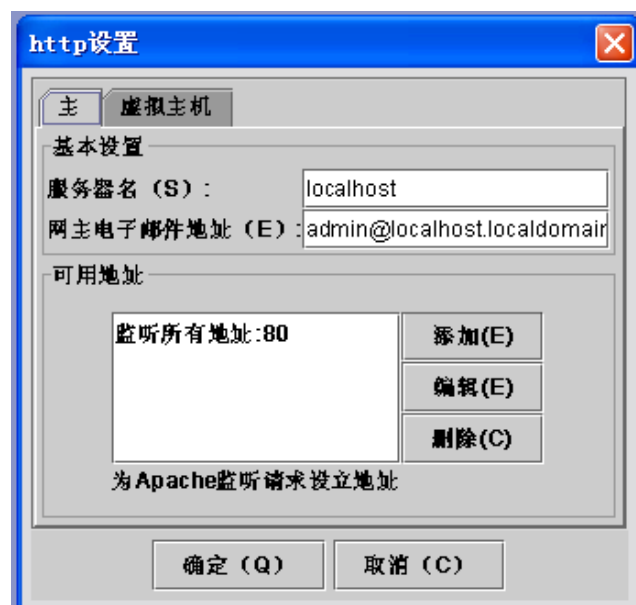 http设置
主 虚拟主机
基本设置
服务器名（S）: localhost
网主电子邮件地址（E）: admin@localhost.localdomain
可用地址
监听所有地址:80
添加(E)
编辑(E)
删除(C)
为Apache监听请求设立地址
确定（Q） 取消（C）